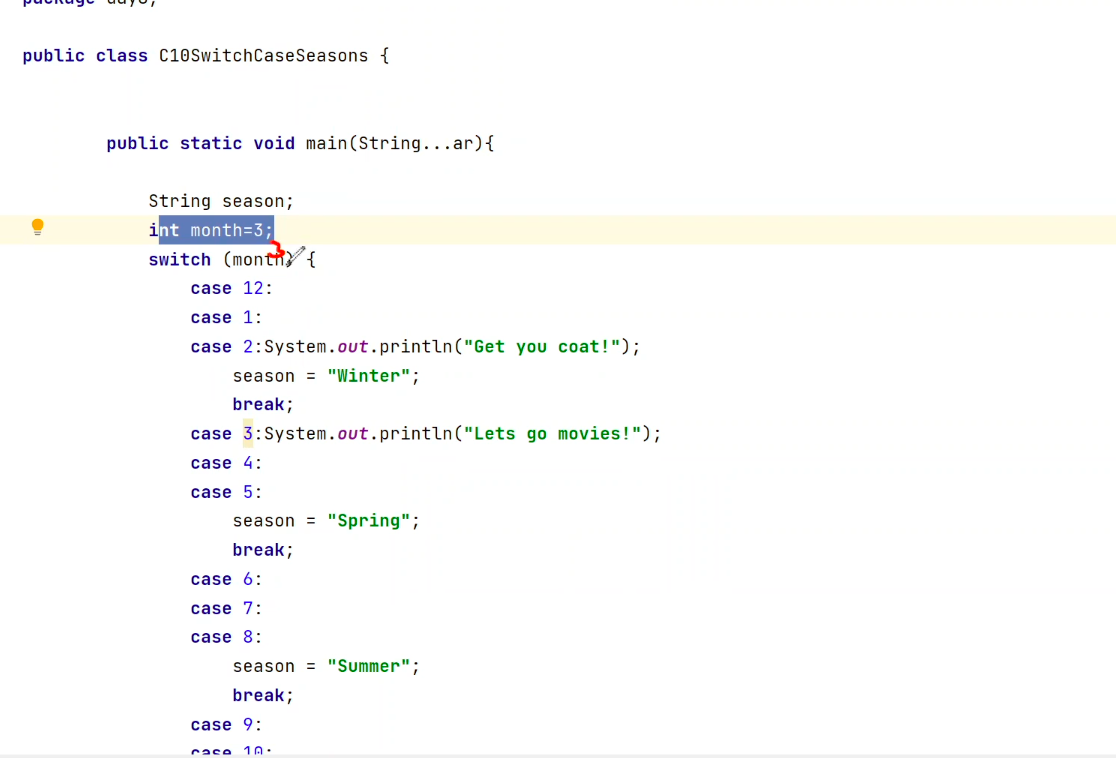 package day8;
public class C10SwitchCaseSeasons {
public static void main(String...ar){
String season;
int month=3;
3
switch (month) {
case 12:
case 1:
case 2:System.out.println("Get you coat!");
season = "Winter";
break;
case 3:System.out.println("Lets go movies!");
case 4:
case 5:
season = "Spring";
break;
case 6:
case 7:
case 8:
season = "Summer";
break;
case 9:
case 10: